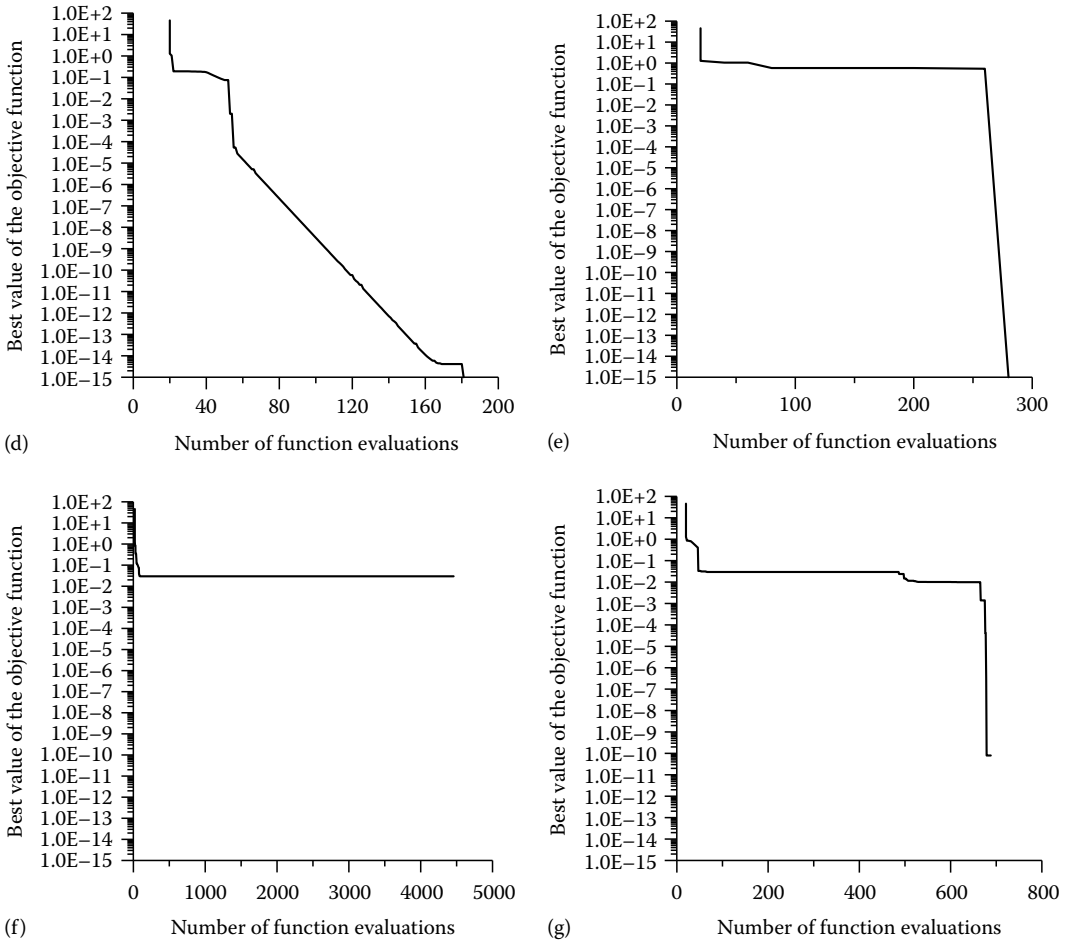 Best value of the objective function
1.0E+2
1.0E+1
1.0E+0
1.0E−1
1.0E−2
1.0E−3
1.0E−4
1.0E−5
1.0E−6
1.0E−7
1.0E−8
1.0E−9
1.0E−10
1.0E−11
1.0E−12
1.0E−13
1.0E−14
1.0E−15
0 40 80 120 160 200
(d) Number of function evaluations
Best value of the objective function
1.0E+2
1.0E+1
1.0E+0
1.0E−1
1.0E−2
1.0E−3
1.0E−4
1.0E−5
1.0E−6
1.0E−7
1.0E−8
1.0E−9
1.0E−10
1.0E−11
1.0E−12
1.0E−13
1.0E−14
1.0E−15
0 100 200 300
(e) Number of function evaluations
Best value of the objective function
1.0E+2
1.0E+1
1.0E+0
1.0E−1
1.0E−2
1.0E−3
1.0E−4
1.0E−5
1.0E−6
1.0E−7
1.0E−8
1.0E−9
1.0E−10
1.0E−11
1.0E−12
1.0E−13
1.0E−14
1.0E−15
0 1000 2000 3000 4000 5000
(f) Number of function evaluations
Best value of the objective function
1.0E+2
1.0E+1
1.0E+0
1.0E−1
1.0E−2
1.0E−3
1.0E−4
1.0E−5
1.0E−6
1.0E−7
1.0E−8
1.0E−9
1.0E−10
1.0E−11
1.0E−12
1.0E−13
1.0E−14
1.0E−15
0 200 400 600 800
(g) Number of function evaluations